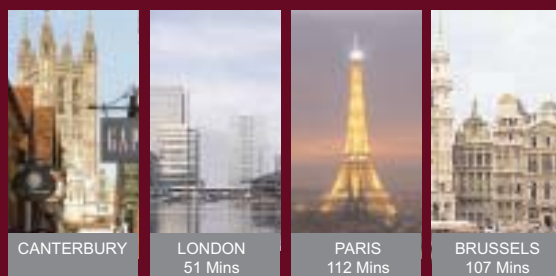 CANTERBURY
LONDON
51 Mins
PARIS
112 Mins
BRUSSELS
107 Mins